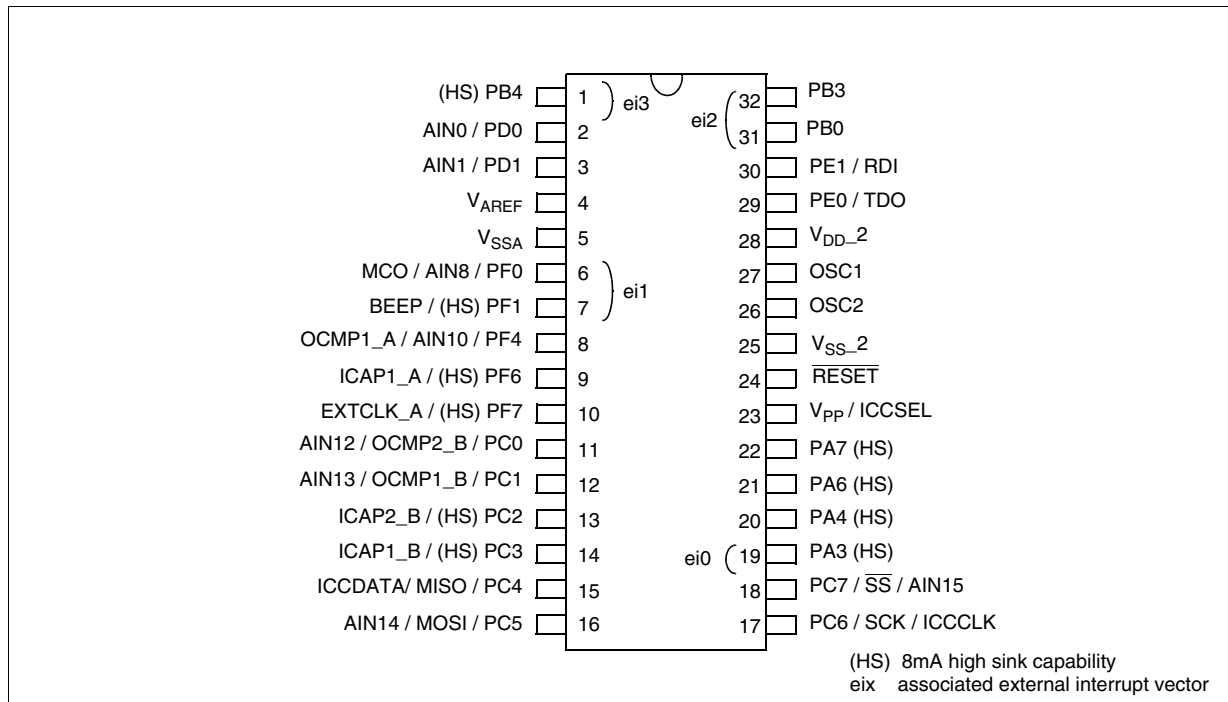 (HS) PB4 1 ei3 ei2 32 PB3
AIN0 / PD0 2 31 PB0
AIN1 / PD1 3 30 PE1 / RDI
VAREF 4 29 PE0 / TDO
VSSA 5 28 VDD_2
MCO / AIN8 / PF0 6 ei1 27 OSC1
BEEP / (HS) PF1 7 26 OSC2
OCMP1_A / AIN10 / PF4 8 25 VSS_2
ICAP1_A / (HS) PF6 9 24 RESET
EXTCLK_A / (HS) PF7 10 23 VPP / ICCSEL
AIN12 / OCMP2_B / PC0 11 22 PA7 (HS)
AIN13 / OCMP1_B / PC1 12 21 PA6 (HS)
ICAP2_B / (HS) PC2 13 20 PA4 (HS)
ICAP1_B / (HS) PC3 14 ei0 19 PA3 (HS)
ICCDATA/ MISO / PC4 15 18 PC7 / SS / AIN15
AIN14 / MOSI / PC5 16 17 PC6 / SCK / ICCCLK
(HS) 8mA high sink capability
eix associated external interrupt vector